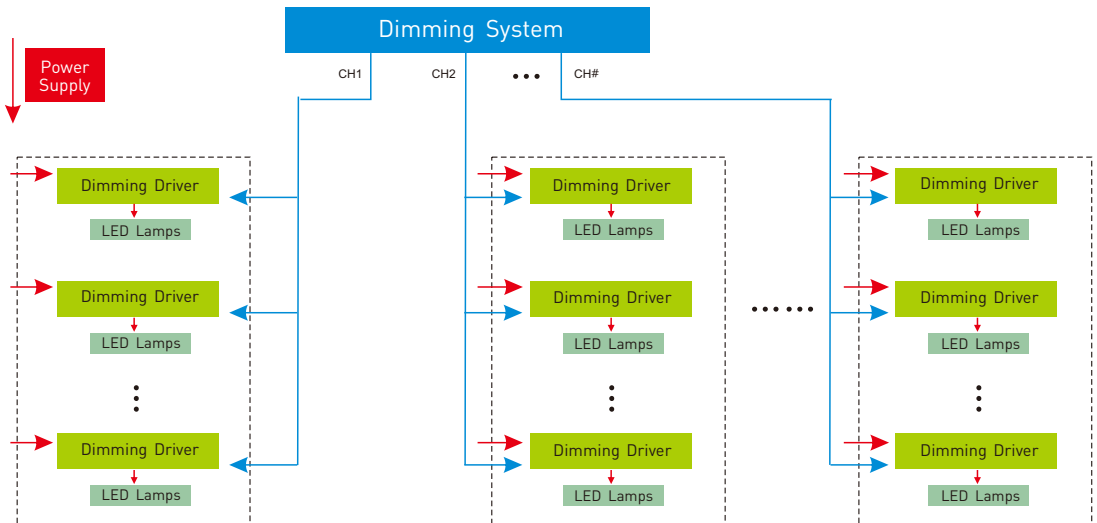 Dimming System
Power
Supply
CH1
CH2
CH#
Dimming Driver
LED Lamps
Dimming Driver
LED Lamps
Dimming Driver
LED Lamps
Dimming Driver
LED Lamps
Dimming Driver
LED Lamps
Dimming Driver
LED Lamps
Dimming Driver
LED Lamps
Dimming Driver
LED Lamps
Dimming Driver
LED Lamps